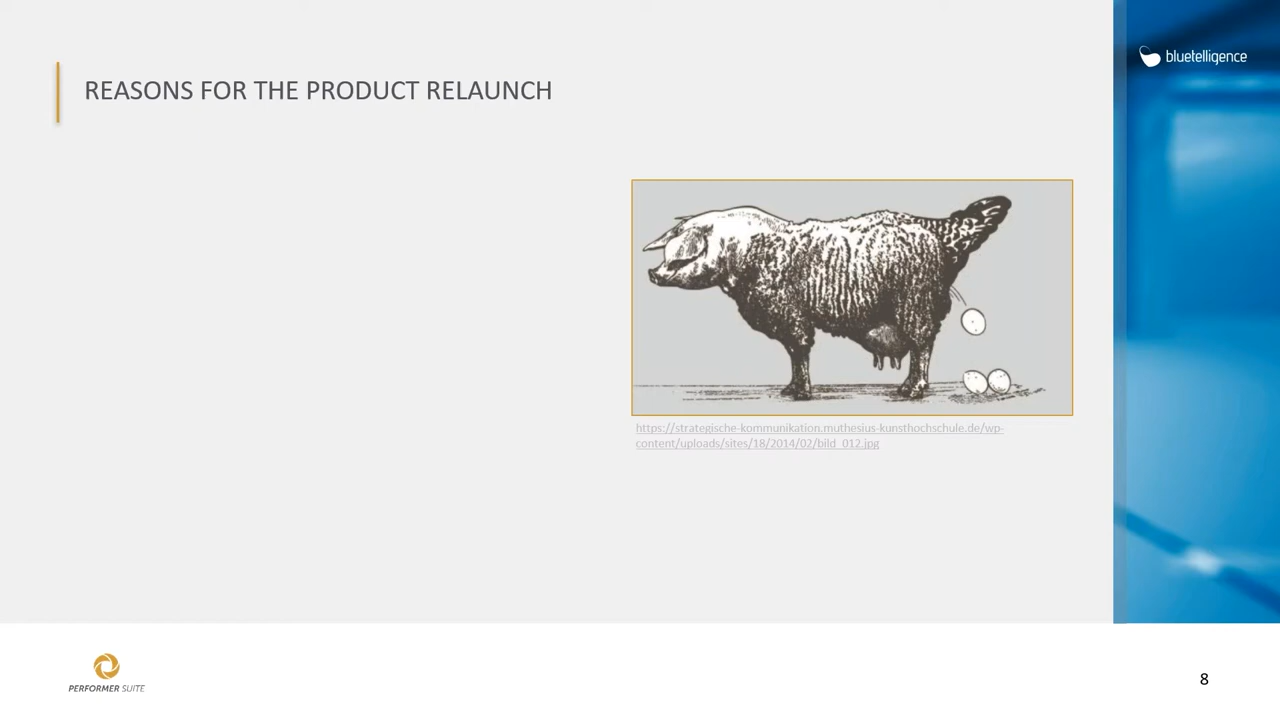 bluetelligence
REASONS FOR THE PRODUCT RELAUNCH
https://strategische-kommunikation.muthesius-kunsthochschule.de/wp-
content/uploads/sites/18/2014/02/bild_012.jpg
PERFORMER SUITE
8